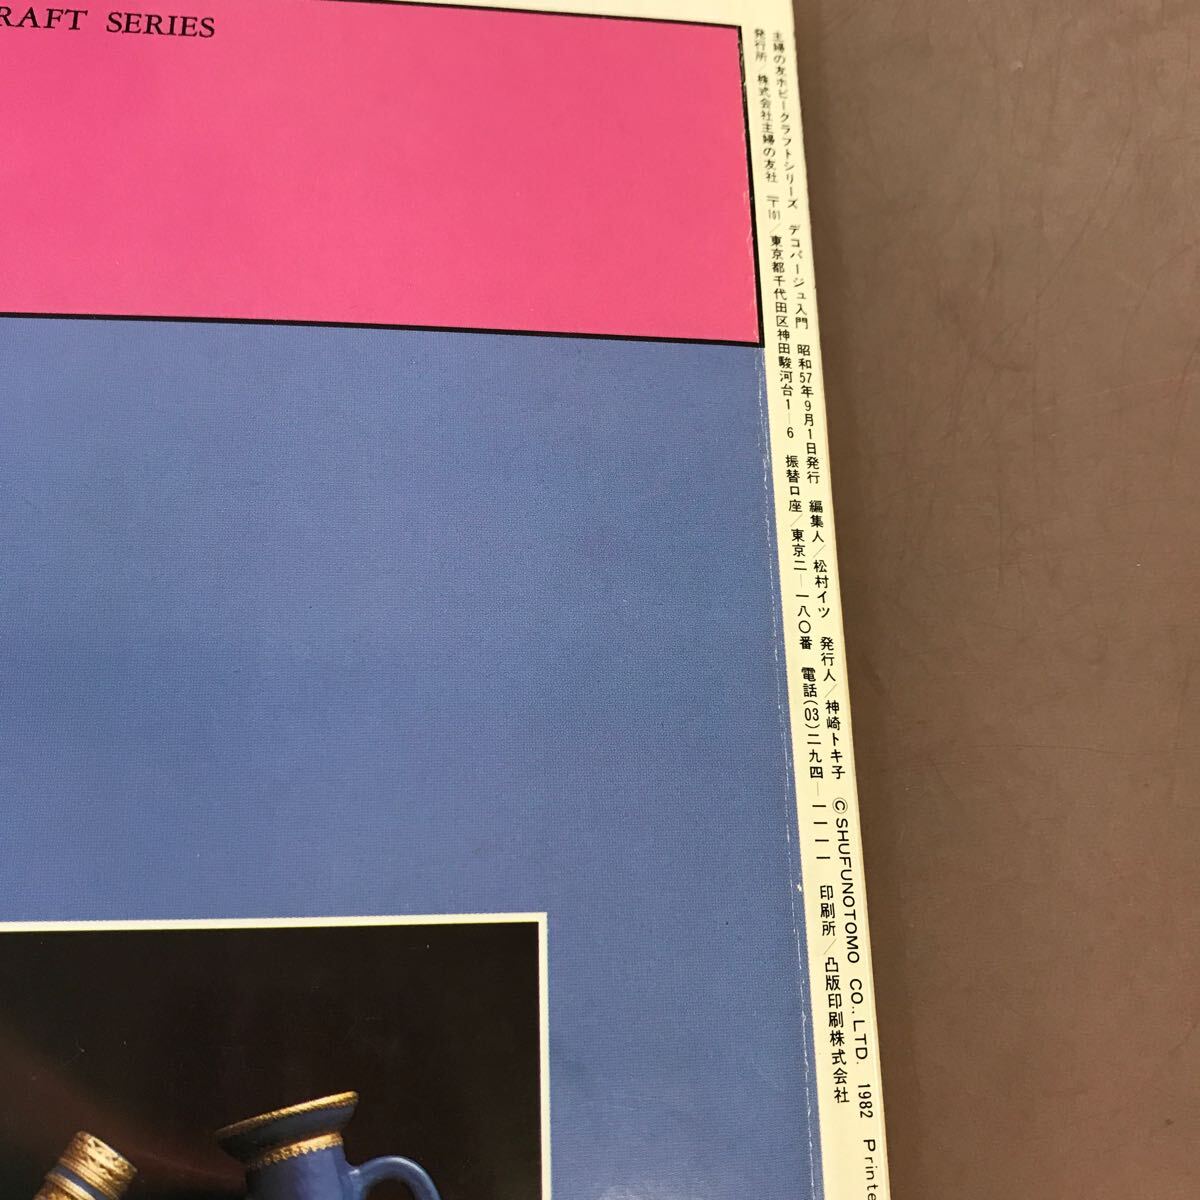 RAFT SERIES
主婦の友ホビークラフトシリーズ デコパージュ入門 昭和57年9月1日発行 編集人/松村イツ 発行人/神崎トキ子 ©SHUFUNOTOMO CO., LTD. 1982 Printe
発行所/株式会社主婦の友社 〒101/東京都千代田区神田駿河台1—6 振替口座/東京二—一八〇番 電話(03)二九四—一一一一 印刷所/凸版印刷株式会社